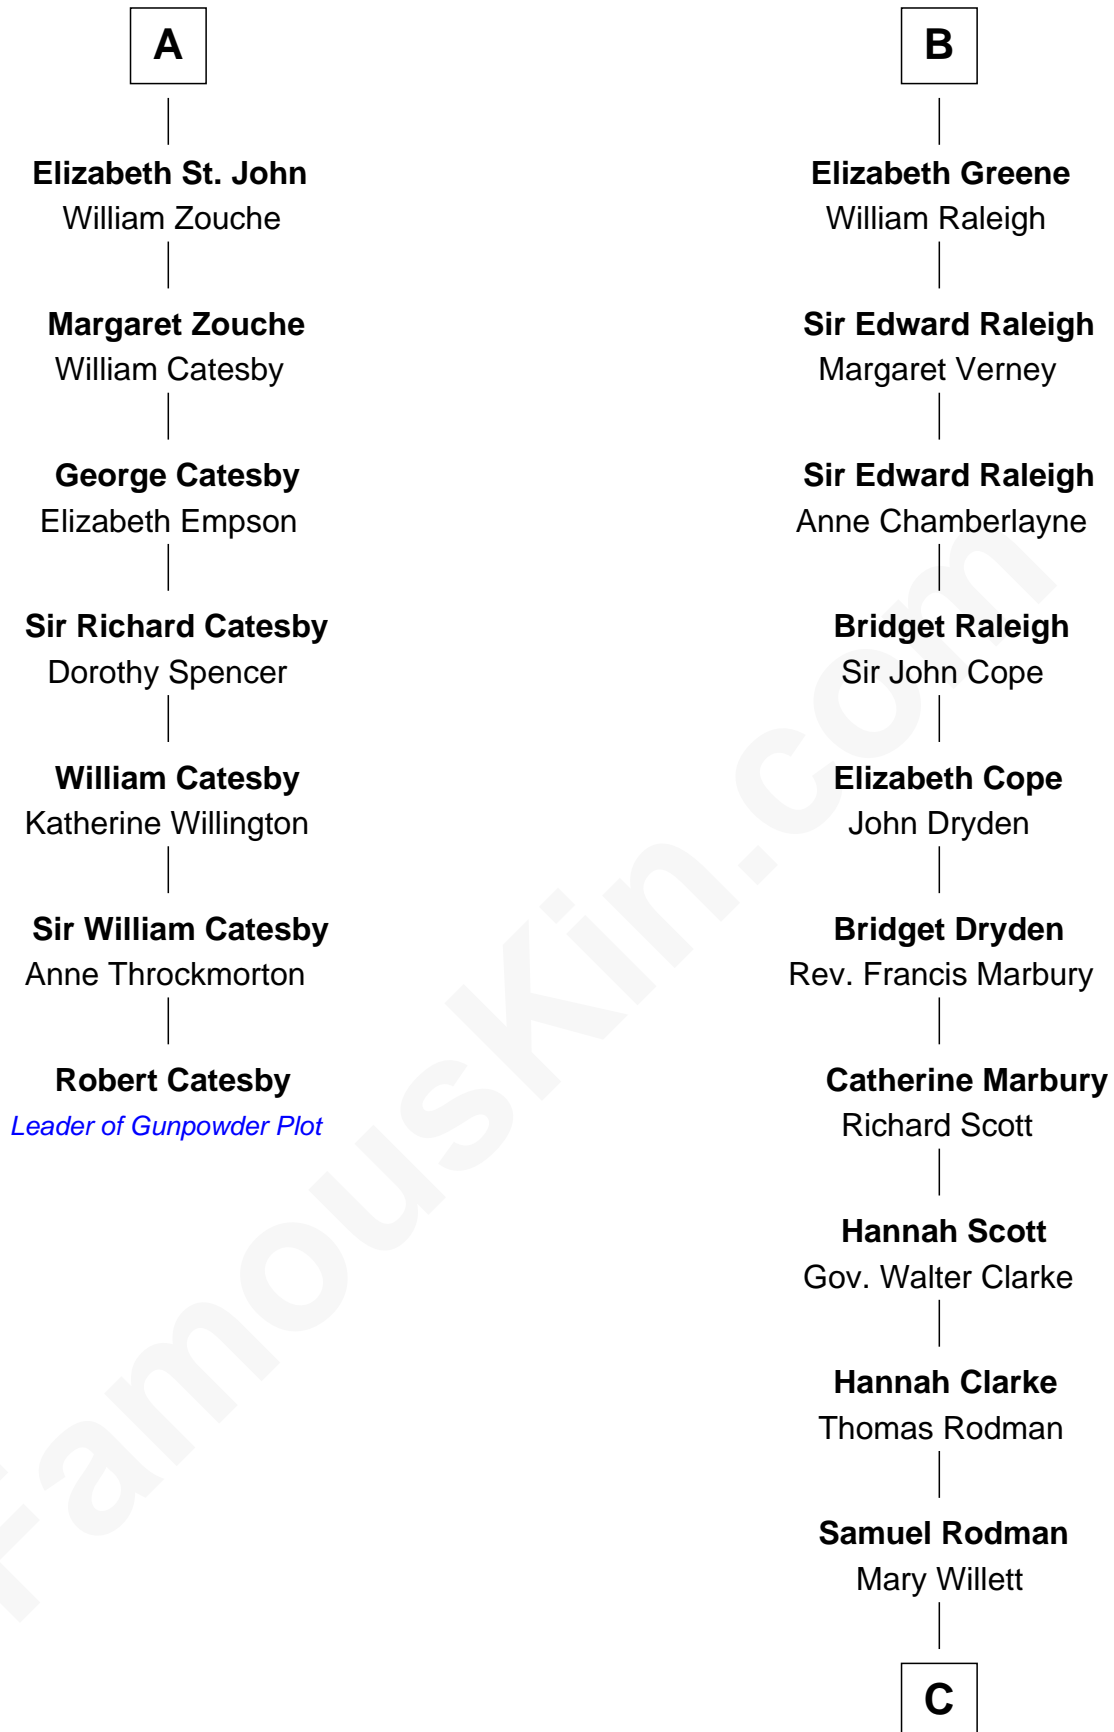 A
Elizabeth St. John
William Zouche
Margaret Zouche
William Catesby
George Catesby
Elizabeth Empson
Sir Richard Catesby
Dorothy Spencer
William Catesby
Katherine Willington
Sir William Catesby
Anne Throckmorton
Robert Catesby
Leader of Gunpowder Plot
B
Elizabeth Greene
William Raleigh
Sir Edward Raleigh
Margaret Verney
Sir Edward Raleigh
Anne Chamberlayne
Bridget Raleigh
Sir John Cope
Elizabeth Cope
John Dryden
Bridget Dryden
Rev. Francis Marbury
Catherine Marbury
Richard Scott
Hannah Scott
Gov. Walter Clarke
Hannah Clarke
Thomas Rodman
Samuel Rodman
Mary Willett
C
FamousKin.com